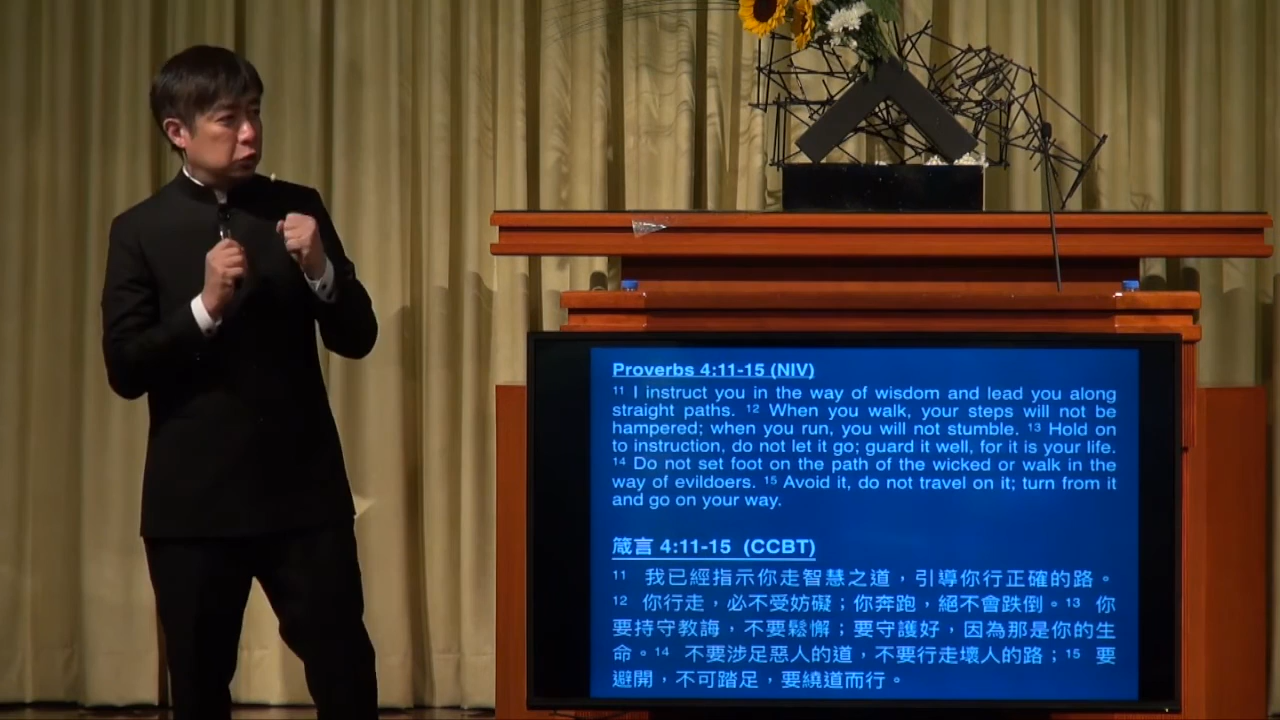 Proverbs 4:11-15 (NIV)
11 I instruct you in the way of wisdom and lead you along
straight paths. 12 When you walk, your steps will not be
hampered; when you run, you will not stumble. 13 Hold on
to instruction, do not let it go; guard it well, for it is your life.
14 Do not set foot on the path of the wicked or walk in the
way of evildoers. 15 Avoid it, do not travel on it; turn from it
and go on your way.
箴言 4:11-15 (CCBT)
11 我已經指示你走智慧之道，引導你行正確的路。
12 你行走，必不受妨礙；你奔跑，絕不會跌倒。13 你
要持守教誨，不要鬆懈；要守護好，因為那是你的生
命。14 不要涉足惡人的道，不要行走壞人的路；15 要
避開，不可踏足，要繞道而行。